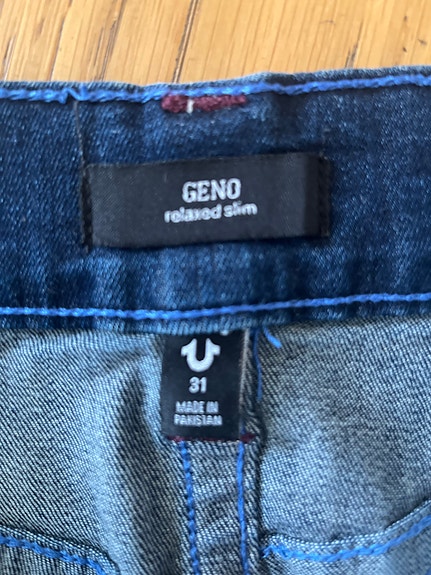 GENO
relaxed slim
31
MADE IN
PAKISTAN